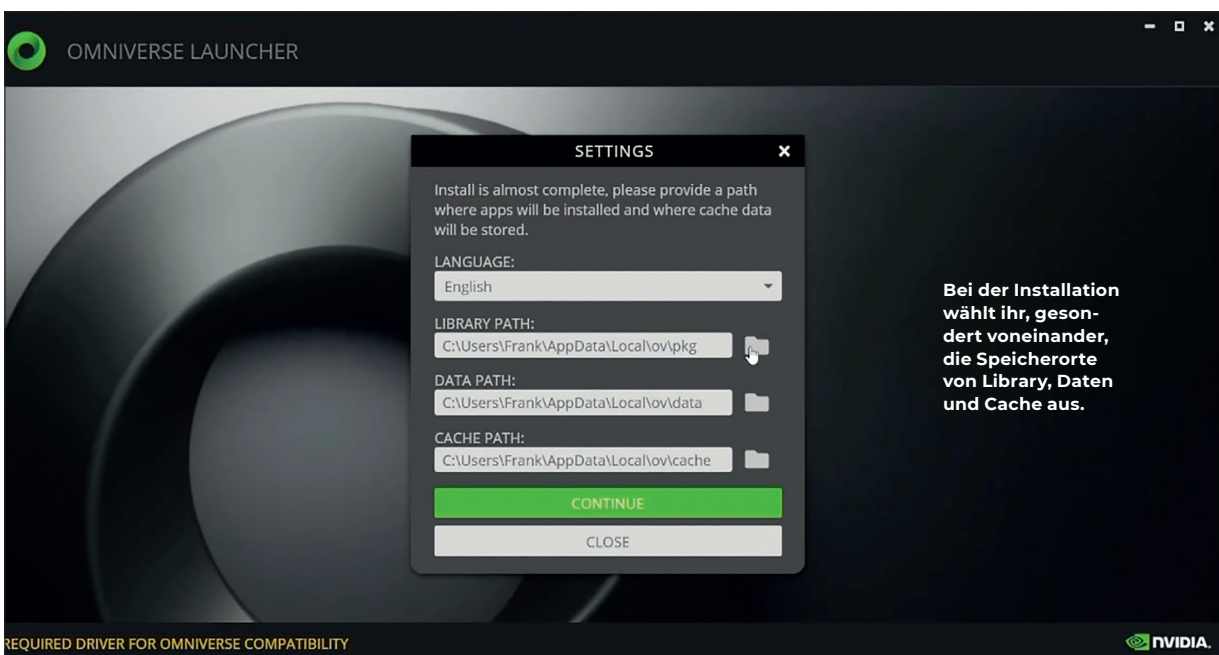 OMNIVERSE LAUNCHER
SETTINGS
Install is almost complete, please provide a path
where apps will be installed and where cache data
will be stored.
LANGUAGE:
English
LIBRARY PATH:
C:\Users\Frank\AppData\Local\ov\pkg
DATA PATH:
C:\Users\Frank\AppData\Local\ov\data
CACHE PATH:
C:\Users\Frank\AppData\Local\ov\cache
CONTINUE
CLOSE
Bei der Installation
wählt ihr, geson-
dert voneinander,
die Speicherorte
von Library, Daten
und Cache aus.
REQUIRED DRIVER FOR OMNIVERSE COMPATIBILITY
NVIDIA.